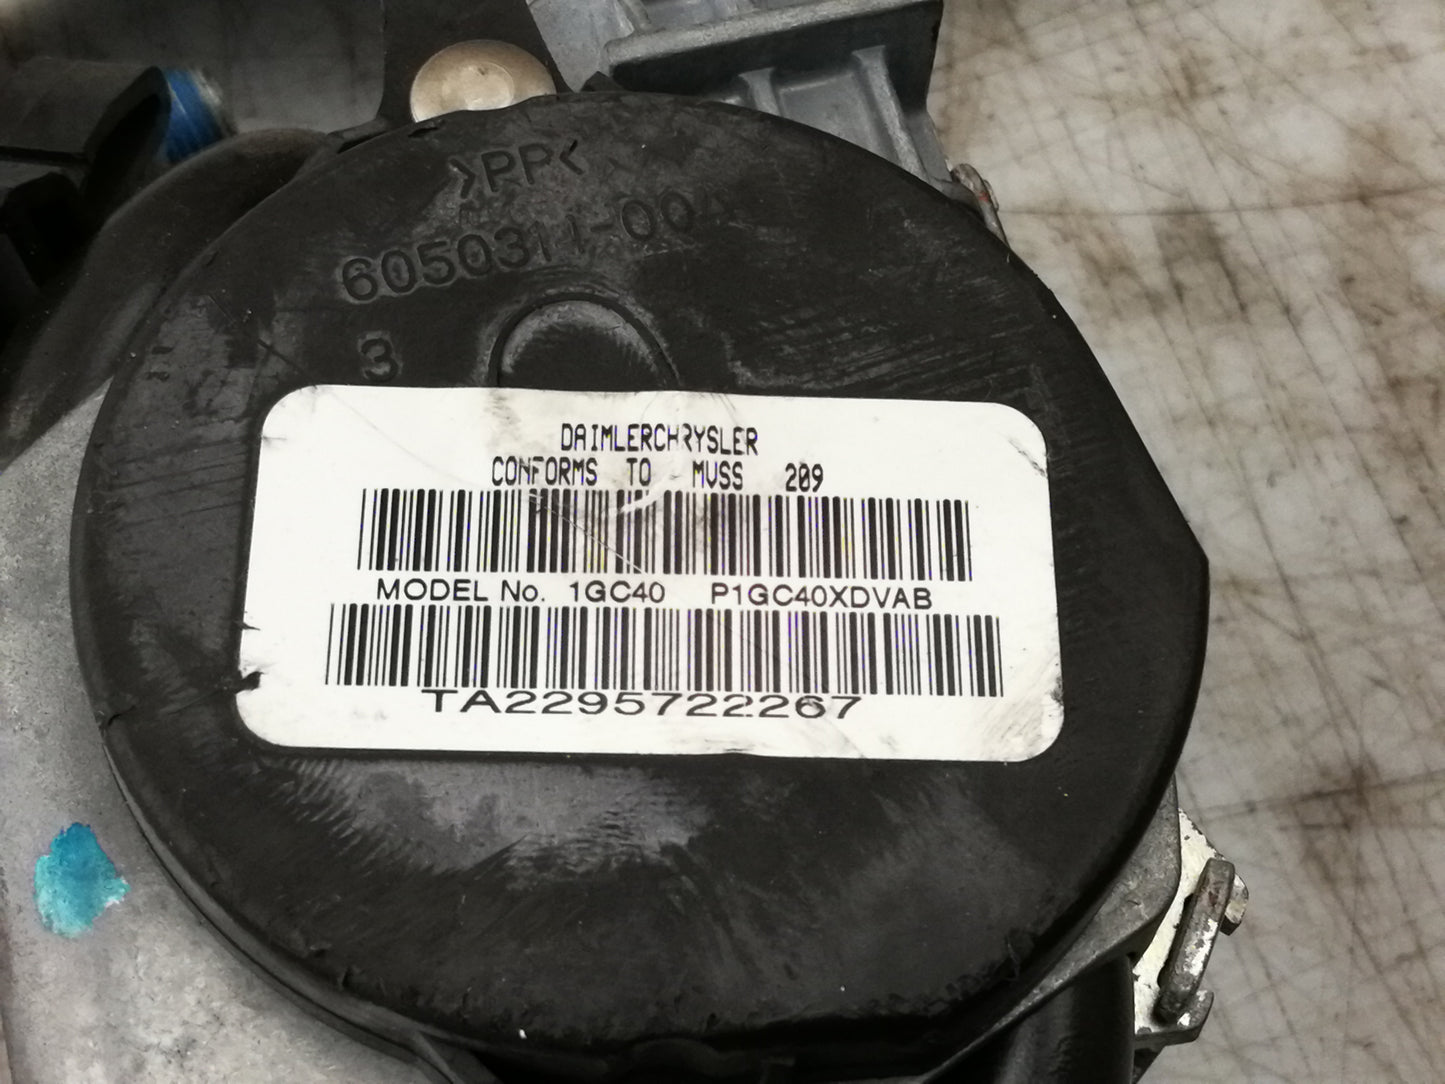 >PP<
6050311-00
3
DAIMLERCHRYSLER
CONFORMS TO MVSS 209
MODEL No. 1GC40 P1GC40XDVAB
TA2295722267